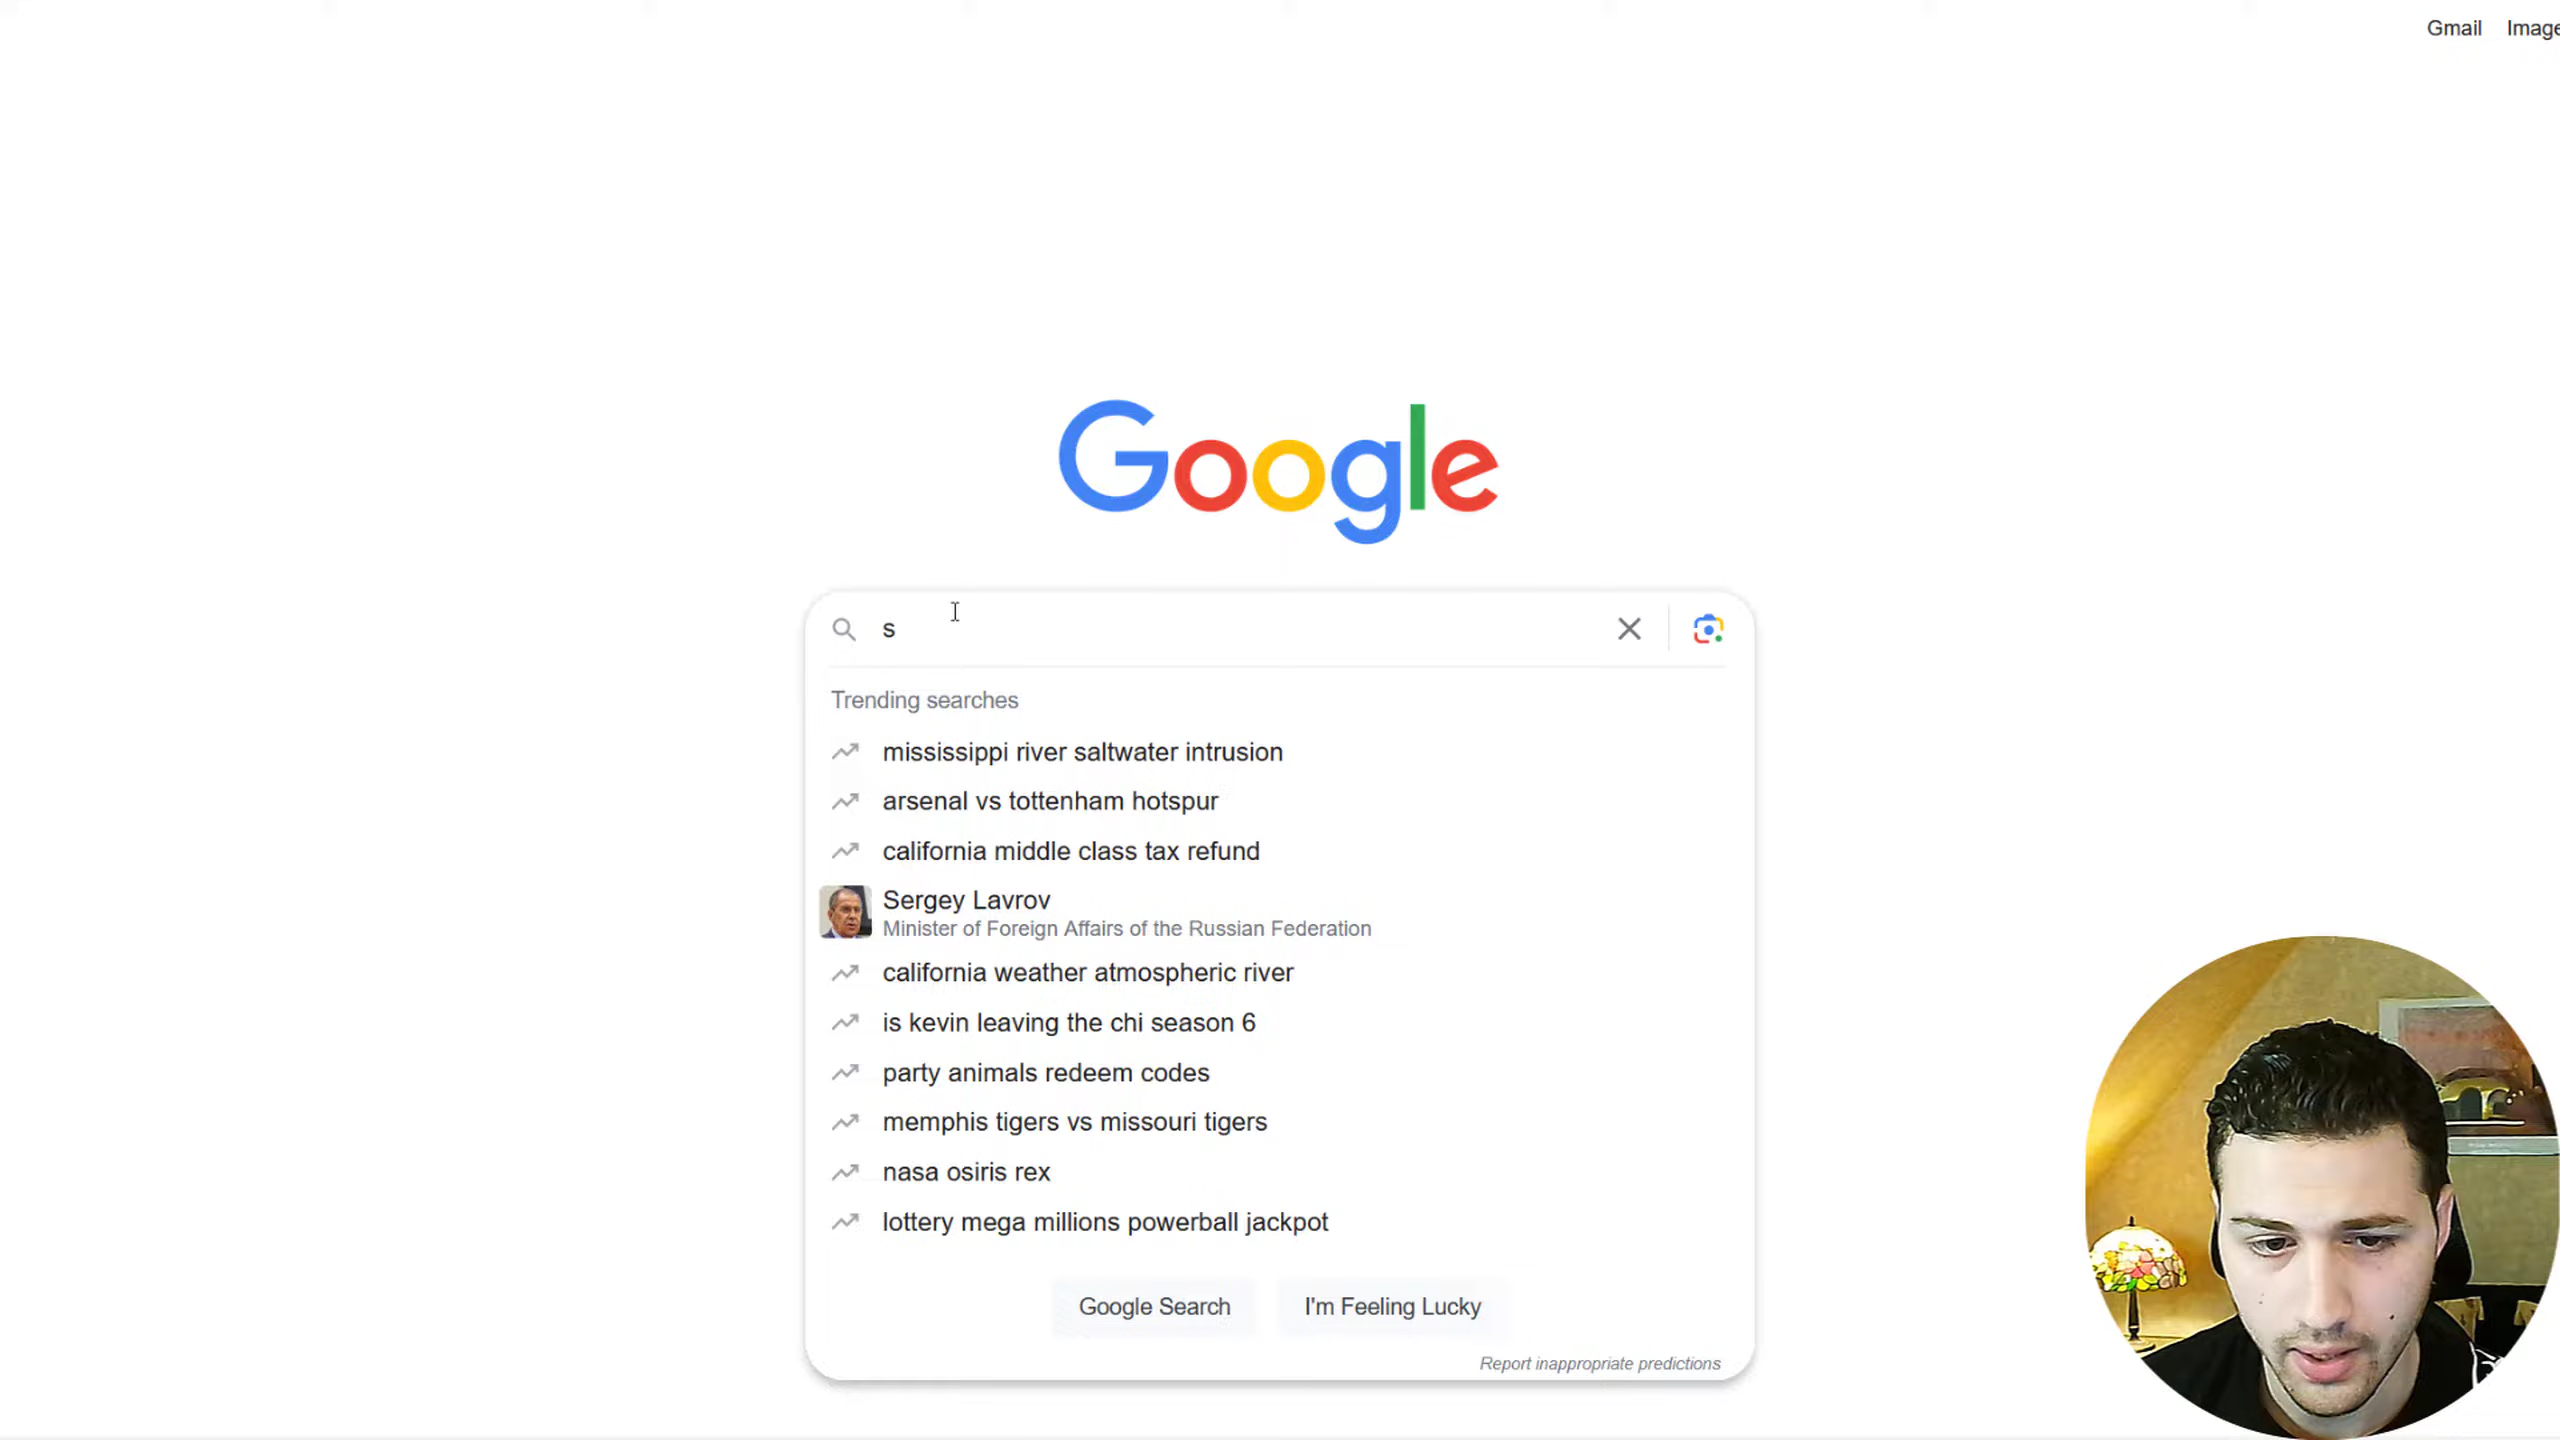 Gmail Image
Google
s
Trending searches
mississippi river saltwater intrusion
arsenal vs tottenham hotspur
california middle class tax refund
Sergey Lavrov
Minister of Foreign Affairs of the Russian Federation
california weather atmospheric river
is kevin leaving the chi season 6
party animals redeem codes
memphis tigers vs missouri tigers
nasa osiris rex
lottery mega millions powerball jackpot
Google Search I'm Feeling Lucky
Report inappropriate predictions